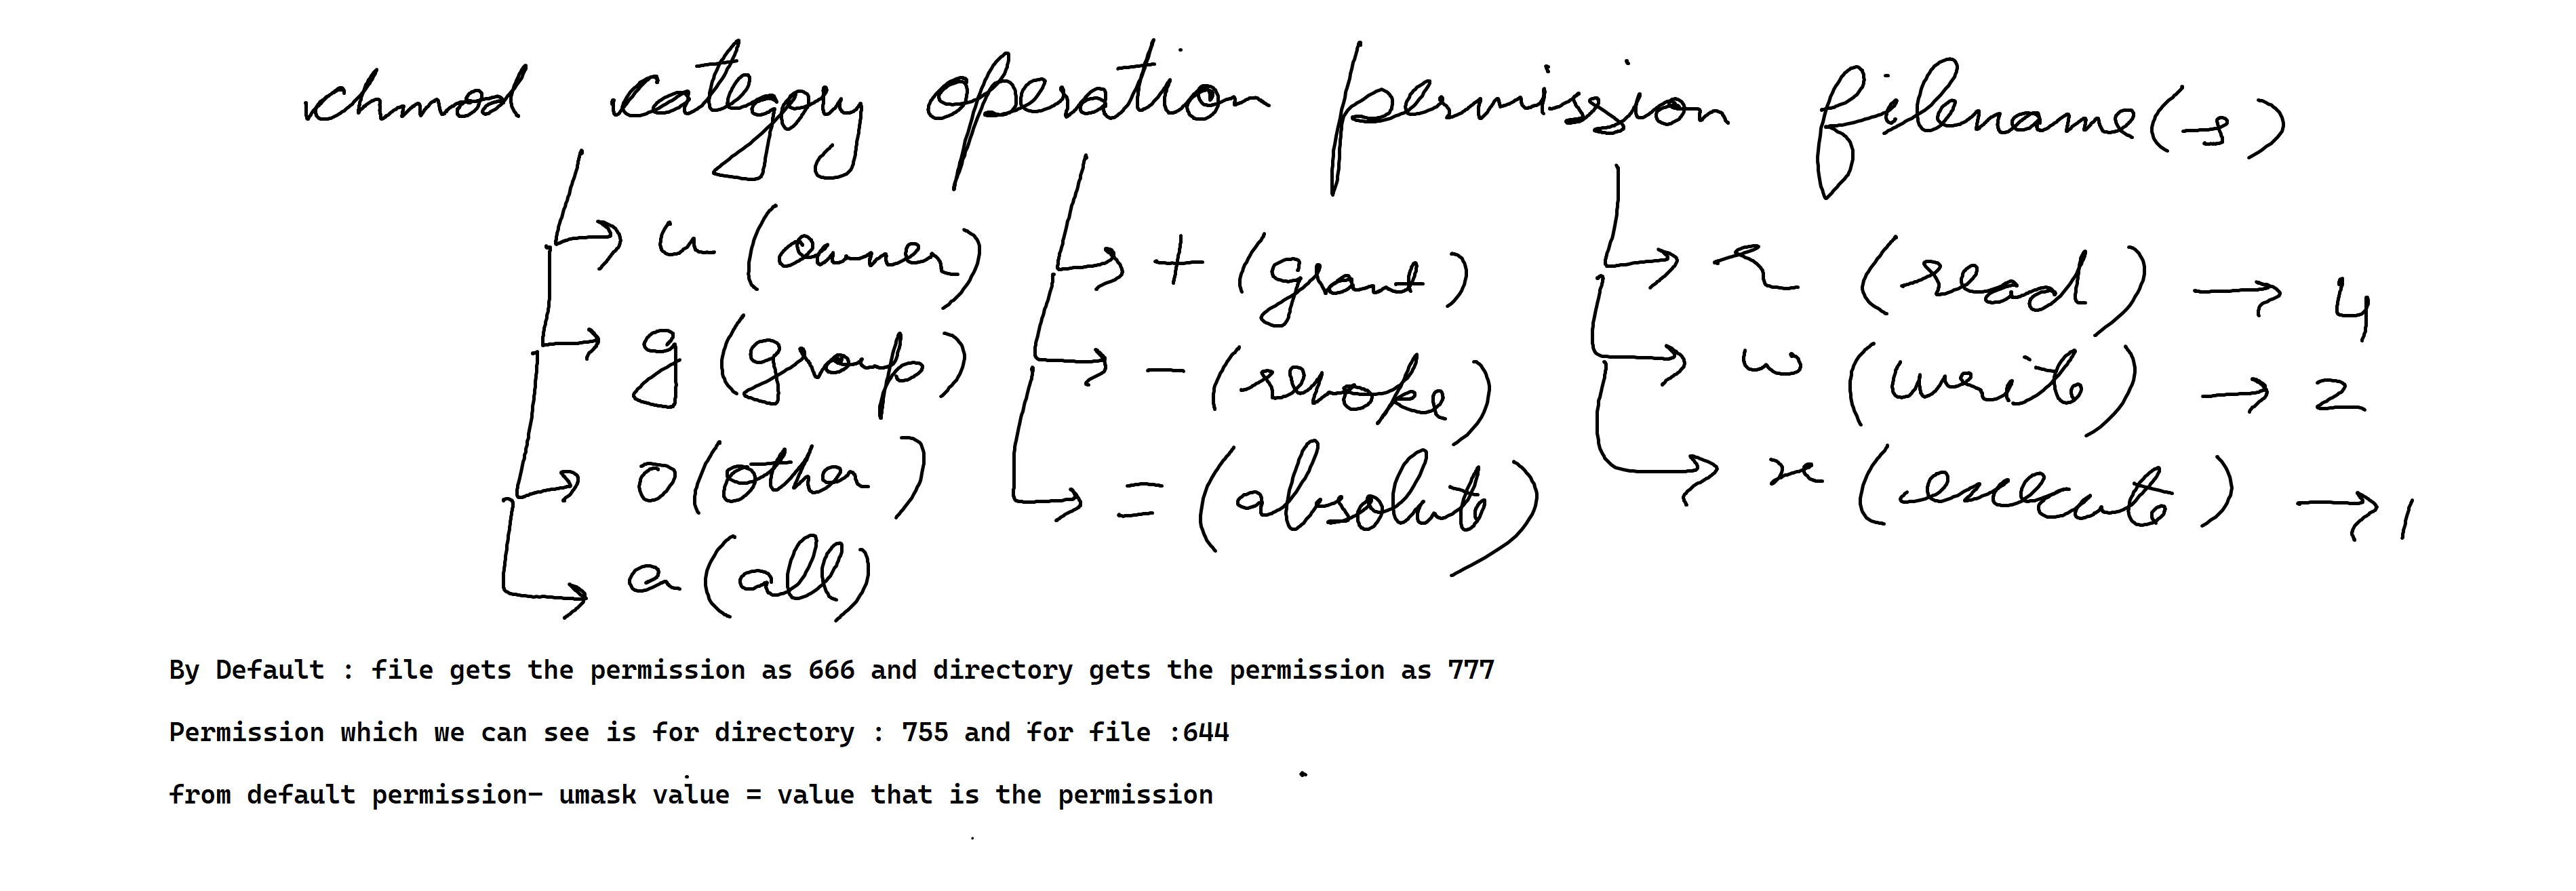 chmod category operation permission filename(-s)
u (owner) + (grant) r (read) → 4
g (group) - (revoke) w (write) → 2
o (other) = (absolute) x (execute) → 1
a (all)
By Default : file gets the permission as 666 and directory gets the permission as 777
Permission which we can see is for directory : 755 and for file :644
from default permission- umask value = value that is the permission